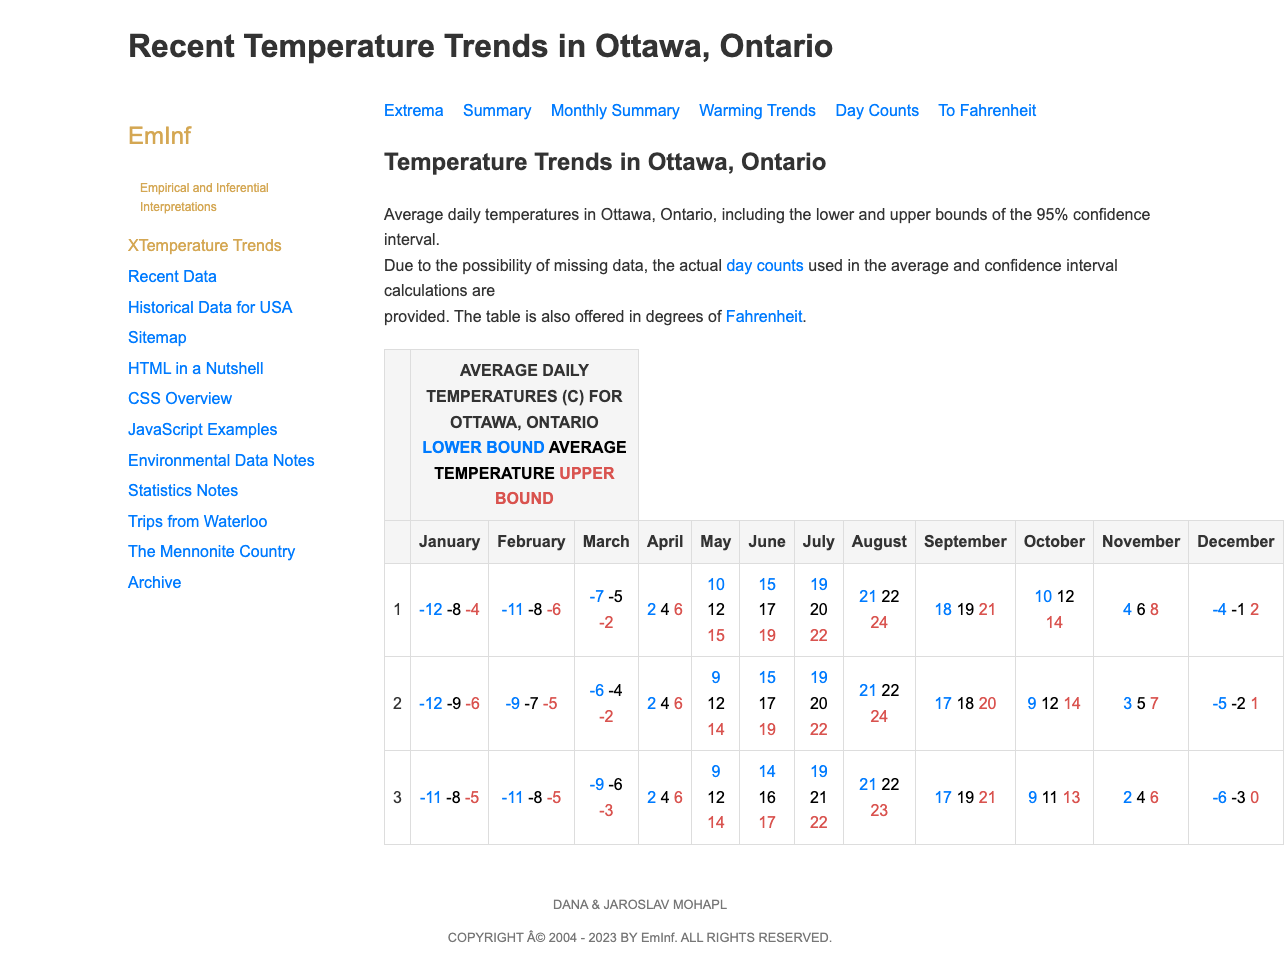 Recent Temperature Trends in Ottawa, Ontario
EmInf
Empirical and Inferential
Interpretations
XTemperature Trends
Recent Data
Historical Data for USA
Sitemap
HTML in a Nutshell
CSS Overview
JavaScript Examples
Environmental Data Notes
Statistics Notes
Trips from Waterloo
The Mennonite Country
Archive
Extrema Summary Monthly Summary Warming Trends Day Counts To Fahrenheit
Temperature Trends in Ottawa, Ontario
Average daily temperatures in Ottawa, Ontario, including the lower and upper bounds of the 95% confidence
interval.
Due to the possibility of missing data, the actual day counts used in the average and confidence interval
calculations are
provided. The table is also offered in degrees of Fahrenheit.
AVERAGE DAILY
TEMPERATURES (C) FOR
OTTAWA, ONTARIO
LOWER BOUND AVERAGE
TEMPERATURE UPPER
BOUND
January February March April May June July August September October November December
1 -12 -8 -4 -11 -8 -6 -7 -5 -2 2 4 6 10 12 15 15 17 19 19 20 22 21 22 24 18 19 21 10 12 14 4 6 8 -4 -1 2
2 -12 -9 -6 -9 -7 -5 -6 -4 -2 2 4 6 9 12 14 15 17 19 19 20 22 21 22 24 17 18 20 9 12 14 3 5 7 -5 -2 1
3 -11 -8 -5 -11 -8 -5 -9 -6 -3 2 4 6 9 12 14 14 16 17 19 21 22 21 22 23 17 19 21 9 11 13 2 4 6 -6 -3 0
DANA & JAROSLAV MOHAPL
COPYRIGHT Â© 2004 - 2023 BY EmInf. ALL RIGHTS RESERVED.